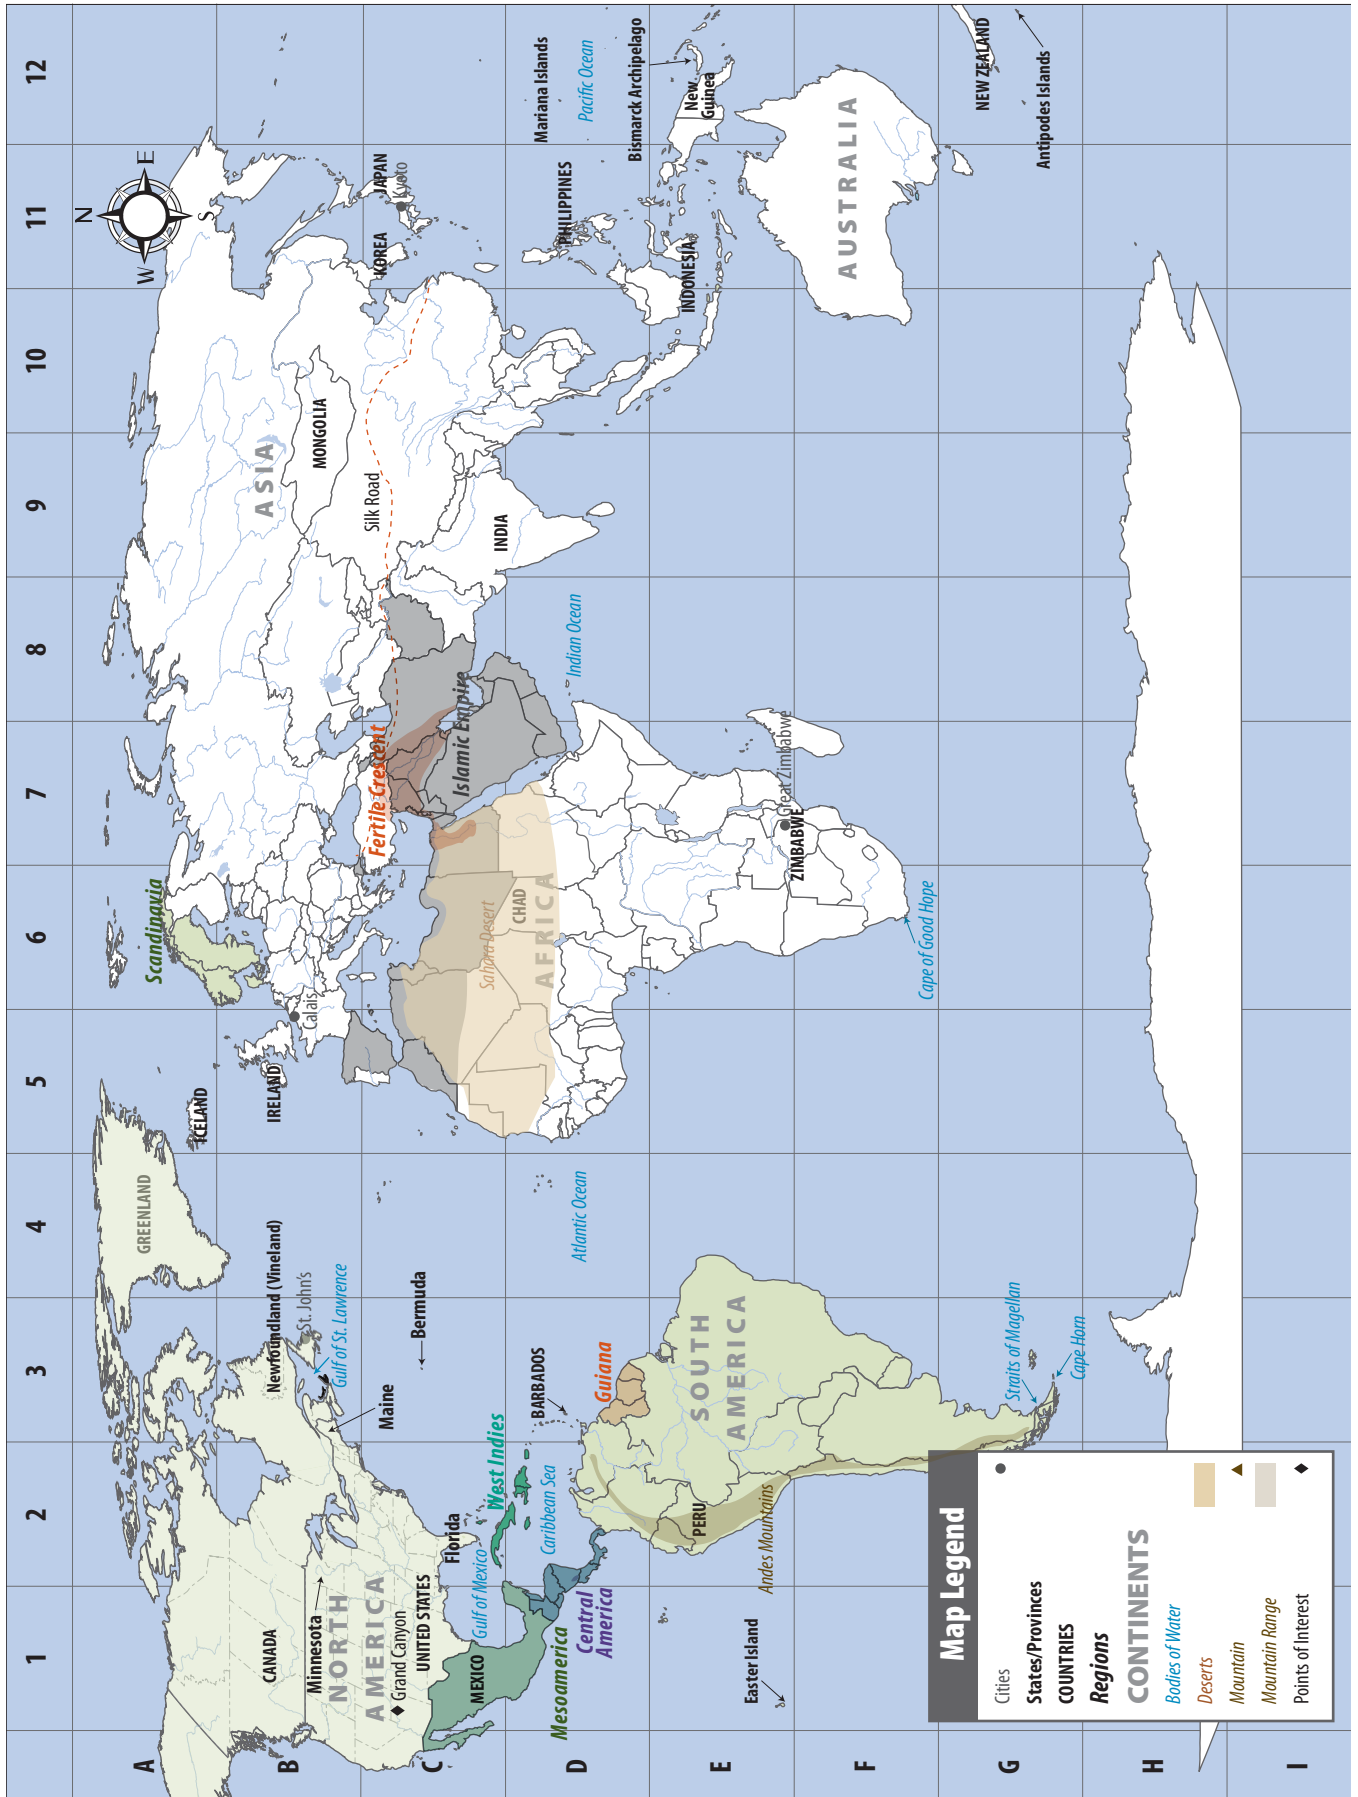 1
2
3
4
5
6
7
8
9
10
11
12
A
B
C
D
E
F
G
H
I
N
W
E
S
GREENLAND
ICELAND
Scandinavia
ASIA
CANADA
Newfoundland (Vineland)
St. John's
Gulf of St. Lawrence
IRELAND
Calais
MONGOLIA
Minnesota
NORTH
AMERICA
Maine
Grand Canyon
UNITED STATES
Bermuda
Fertile Crescent
Silk Road
KOREA
JAPAN
Kyoto
Florida
MEXICO
Gulf of Mexico
West Indies
Islamic Empire
Sahara Desert
INDIA
CHAD
AFRICA
BARBADOS
Caribbean Sea
Mesoamerica
Central
America
Atlantic Ocean
Indian Ocean
PHILIPPINES
Mariana Islands
Pacific Ocean
Guiana
Bismarck Archipelago
New
Guinea
INDONESIA
SOUTH
AMERICA
PERU
Andes Mountains
Easter Island
Great Zimbabwe
ZIMBABWE
AUSTRALIA
Cape of Good Hope
NEW ZEALAND
Antipodes Islands
Straits of Magellan
Cape Horn
Map Legend
Cities
States/Provinces
COUNTRIES
Regions
CONTINENTS
Bodies of Water
Deserts
Mountain
Mountain Range
Points of Interest